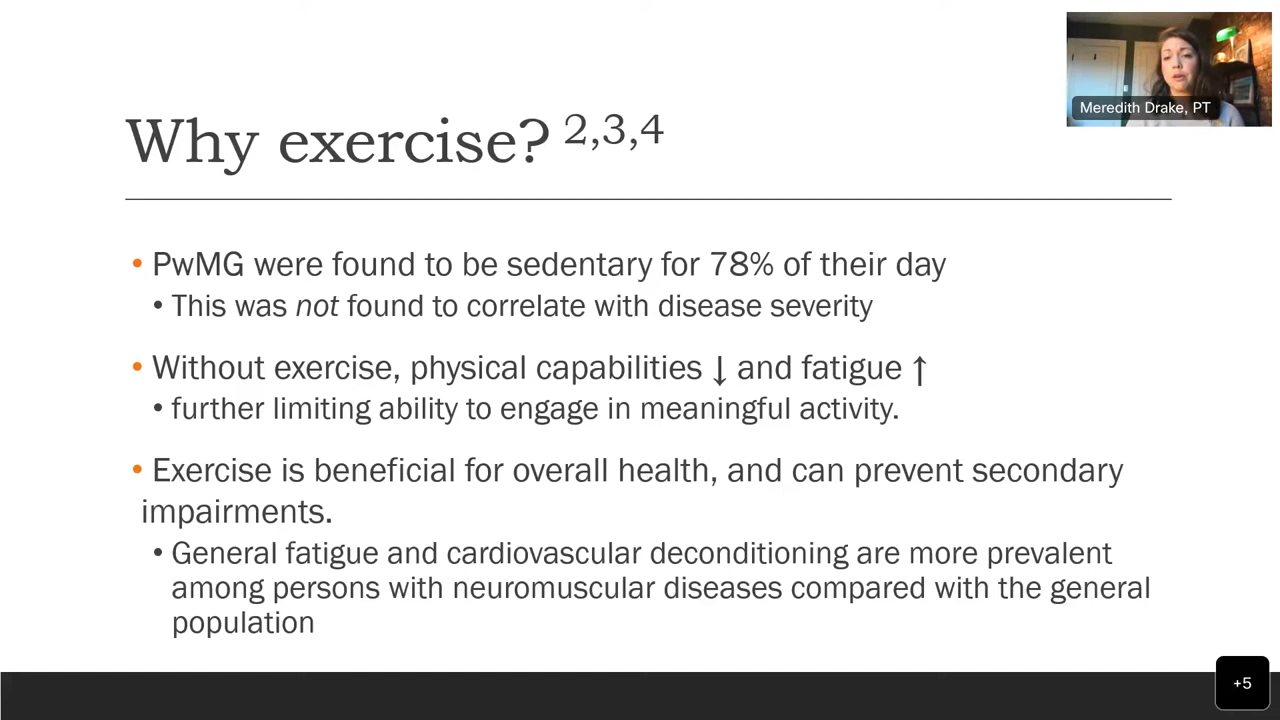 Meredith Drake, PT
Why exercise? 2,3,4
• PwMG were found to be sedentary for 78% of their day
• This was not found to correlate with disease severity
• Without exercise, physical capabilities ↓ and fatigue ↑
• further limiting ability to engage in meaningful activity.
• Exercise is beneficial for overall health, and can prevent secondary
impairments.
• General fatigue and cardiovascular deconditioning are more prevalent
among persons with neuromuscular diseases compared with the general
population
+5